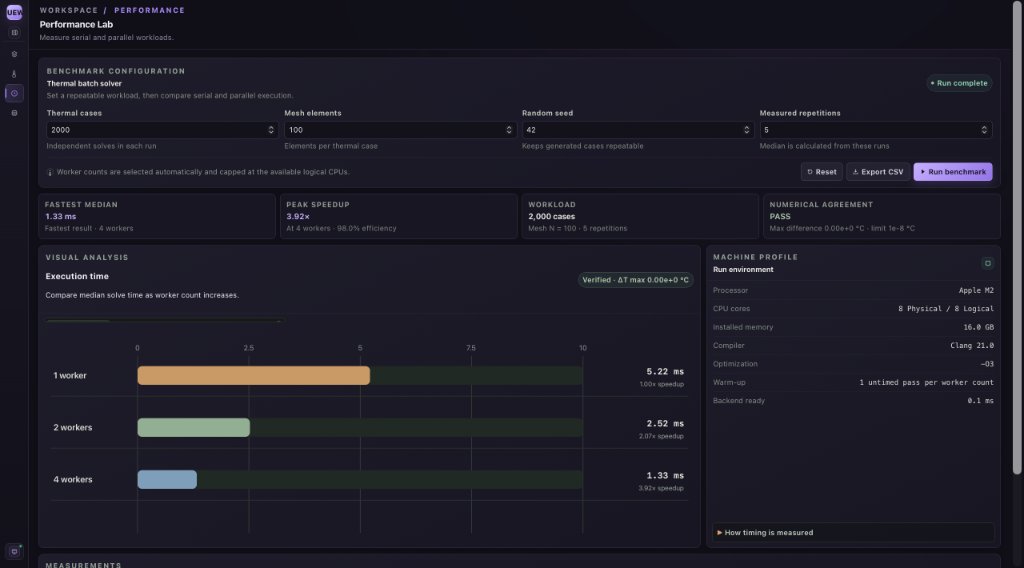 UEW
WORKSPACE / PERFORMANCE
Performance Lab
Measure serial and parallel workloads.
BENCHMARK CONFIGURATION
Thermal batch solver
Set a repeatable workload, then compare serial and parallel execution.
Run complete
Thermal cases
2000
Independent solves in each run
Mesh elements
100
Elements per thermal case
Random seed
42
Keeps generated cases repeatable
Measured repetitions
5
Median is calculated from these runs
Worker counts are selected automatically and capped at the available logical CPUs.
Reset
Export CSV
Run benchmark
FASTEST MEDIAN
1.33 ms
Fastest result · 4 workers
PEAK SPEEDUP
3.92×
At 4 workers · 98.0% efficiency
WORKLOAD
2,000 cases
Mesh N = 100 · 5 repetitions
NUMERICAL AGREEMENT
PASS
Max difference 0.00e+0 °C · limit 1e-8 °C
VISUAL ANALYSIS
Execution time
Compare median solve time as worker count increases.
Verified · ΔT max 0.00e+0 °C
0 2.5 5 7.5 10
1 worker
5.22 ms
1.00× speedup
2 workers
2.52 ms
2.07× speedup
4 workers
1.33 ms
3.92× speedup
MACHINE PROFILE
Run environment
Processor Apple M2
CPU cores 8 Physical / 8 Logical
Installed memory 16.0 GB
Compiler Clang 21.0
Optimization -O3
Warm-up 1 untimed pass per worker count
Backend ready 0.1 ms
How timing is measured
MEASUREMENTS